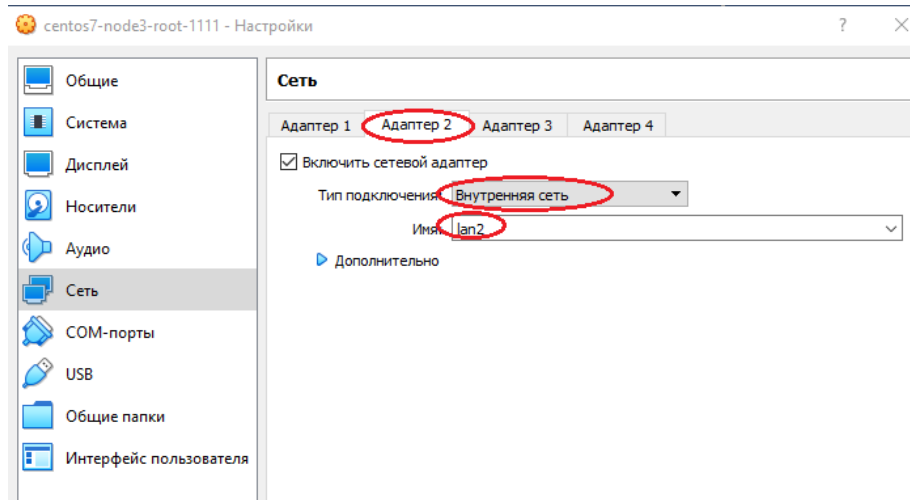 centos7-node3-root-1111 - Настройки
?
Общие
Система
Дисплей
Носители
Аудио
Сеть
COM-порты
USB
Общие папки
Интерфейс пользователя
Сеть
Адаптер 1 Адаптер 2 Адаптер 3 Адаптер 4
Включить сетевой адаптер
Тип подключения: Внутренняя сеть
Имя: lan2
Дополнительно